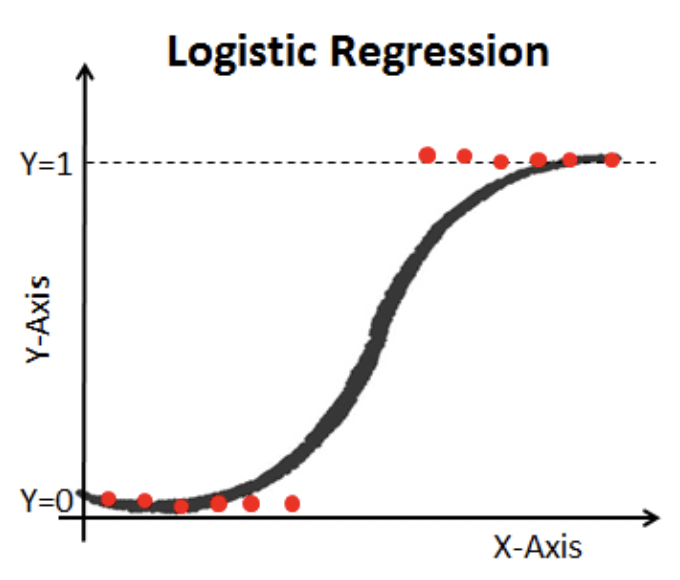 Logistic Regression
Y=1
Y-Axis
Y=0
X-Axis